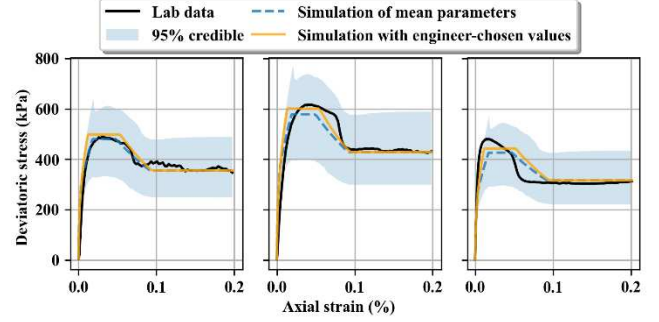 Lab data
Simulation of mean parameters
95% credible
Simulation with engineer-chosen values
Deviatoric stress (kPa)
800
600
400
200
0
0.0 0.1 0.2
0.0 0.1 0.2
0.0 0.1 0.2
Axial strain (%)